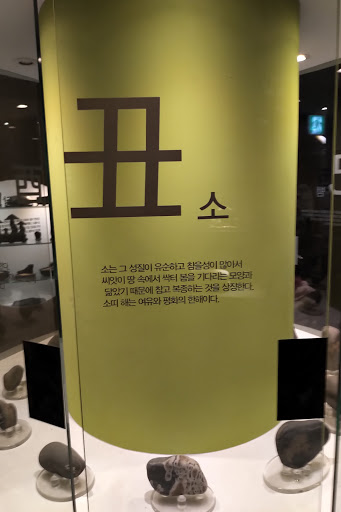 丑
소
소는 그 성질이 유순하고 참을성이 많아서
씨앗이 땅 속에서 싹터 봄을 기다리는 모양과
닮았기 때문에 참고 복종하는 것을 상징한다.
소띠 해는 여유와 평화의 한해이다.